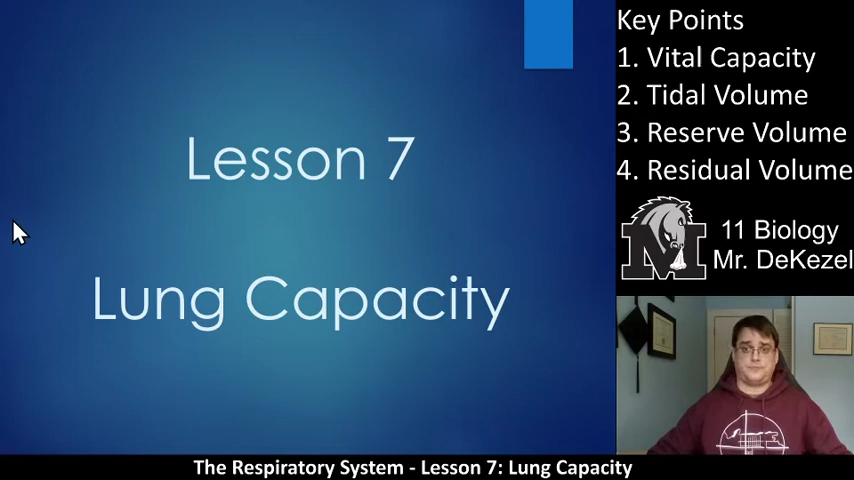 Lesson 7
Lung Capacity
Key Points
1. Vital Capacity
2. Tidal Volume
3. Reserve Volume
4. Residual Volume
M
11 Biology
Mr. DeKezel
The Respiratory System - Lesson 7: Lung Capacity